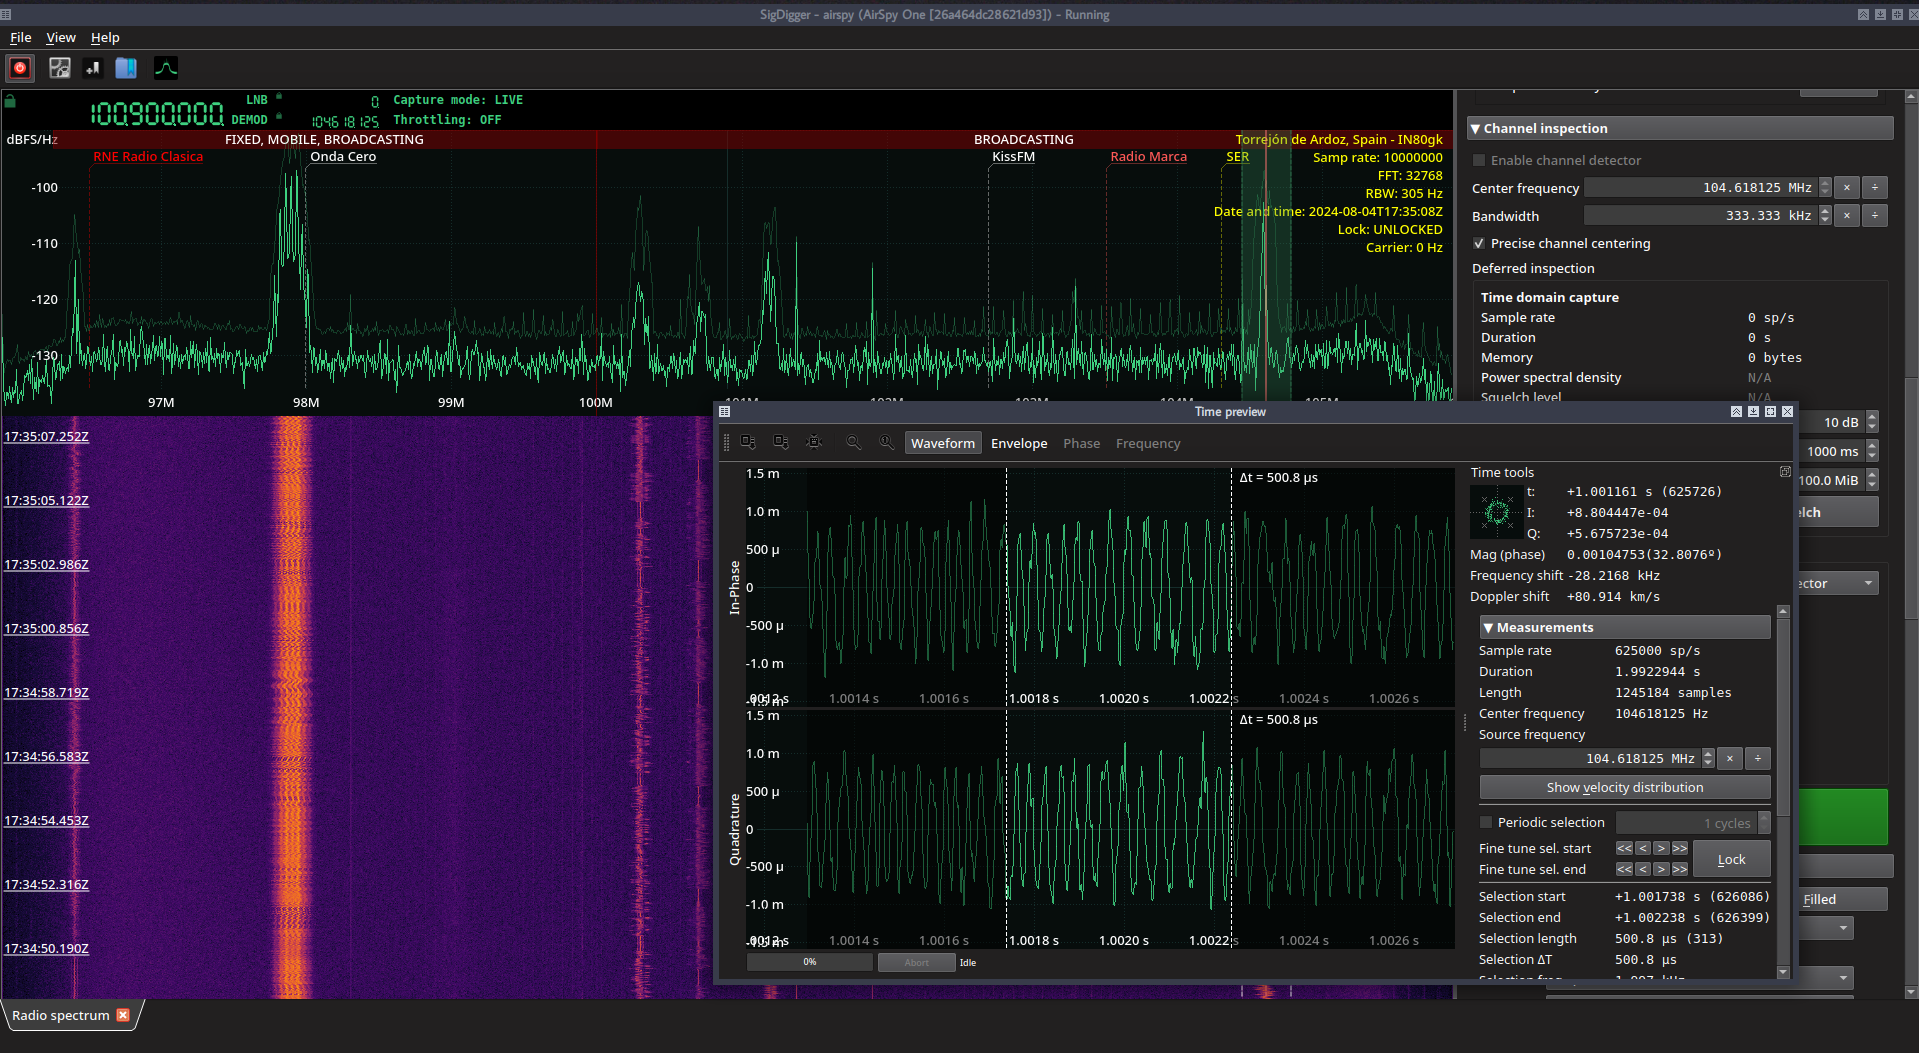 SigDigger - airspy (AirSpy One [26a464dc28621d93]) - Running
File View Help
100.900.000.
LNB 0.
DEMOD 104.618.125.
Capture mode: LIVE
Throttling: OFF
dBFS/Hz
FIXED, MOBILE, BROADCASTING
BROADCASTING
Torrejón de Ardoz, Spain - IN80gk
RNE Radio Clasica
Onda Cero
KissFM
Radio Marca
SER
Samp rate: 10000000
FFT: 32768
RBW: 305 Hz
Date and time: 2024-08-04T17:35:08Z
Lock: UNLOCKED
Carrier: 0 Hz
-100
-110
-120
-130
97M 98M 99M 100M
17:35:07.252Z
17:35:05.122Z
17:35:02.986Z
17:35:00.856Z
17:34:58.719Z
17:34:56.583Z
17:34:54.453Z
17:34:52.316Z
17:34:50.190Z
Radio spectrum
Channel inspection
Enable channel detector
Center frequency 104.618125 MHz × ÷
Bandwidth 333.333 kHz × ÷
Precise channel centering
Deferred inspection
Time domain capture
Sample rate 0 sp/s
Duration 0 s
Memory 0 bytes
Power spectral density N/A
Squelch level N/A
10 dB
1000 ms
100.0 MiB
elch
ector
Filled
Time preview
Waveform Envelope Phase Frequency
In-Phase
1.5 m
1.0 m
500 µ
0
-500 µ
-1.0 m
Δt = 500.8 µs
1.0014 s 1.0016 s 1.0018 s 1.0020 s 1.0022 s 1.0024 s 1.0026 s
Quadrature
1.5 m
1.0 m
500 µ
0
-500 µ
-1.0 m
Δt = 500.8 µs
1.0014 s 1.0016 s 1.0018 s 1.0020 s 1.0022 s 1.0024 s 1.0026 s
0% Abort Idle
Time tools
t: +1.001161 s (625726)
I: +8.804447e-04
Q: +5.675723e-04
Mag (phase) 0.00104753(32.8076º)
Frequency shift -28.2168 kHz
Doppler shift +80.914 km/s
Measurements
Sample rate 625000 sp/s
Duration 1.9922944 s
Length 1245184 samples
Center frequency 104618125 Hz
Source frequency
104.618125 MHz × ÷
Show velocity distribution
Periodic selection 1 cycles
Fine tune sel. start << < > >>
Fine tune sel. end << < > >>
Lock
Selection start +1.001738 s (626086)
Selection end +1.002238 s (626399)
Selection length 500.8 µs (313)
Selection ΔT 500.8 µs